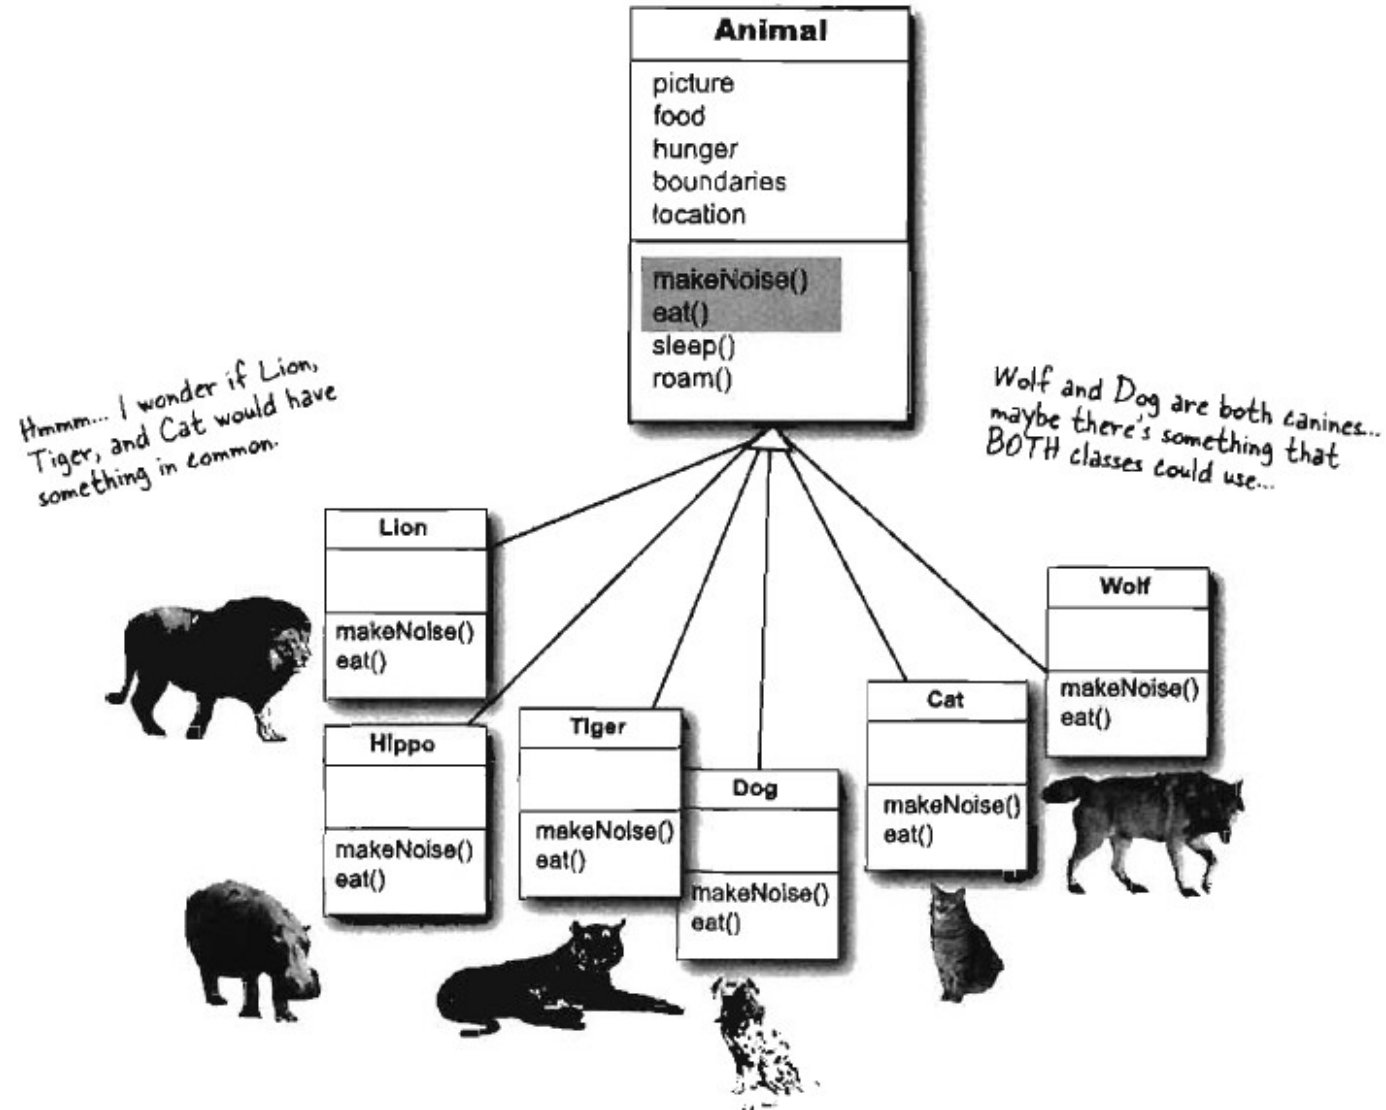 Animal
picture
food
hunger
boundaries
location
makeNoise()
eat()
sleep()
roam()
Hmmm... I wonder if Lion,
Tiger, and Cat would have
something in common.
Wolf and Dog are both canines...
maybe there's something that
BOTH classes could use...
Lion
makeNoise()
eat()
Wolf
makeNoise()
eat()
Hippo
makeNoise()
eat()
Tiger
makeNoise()
eat()
Dog
makeNoise()
eat()
Cat
makeNoise()
eat()